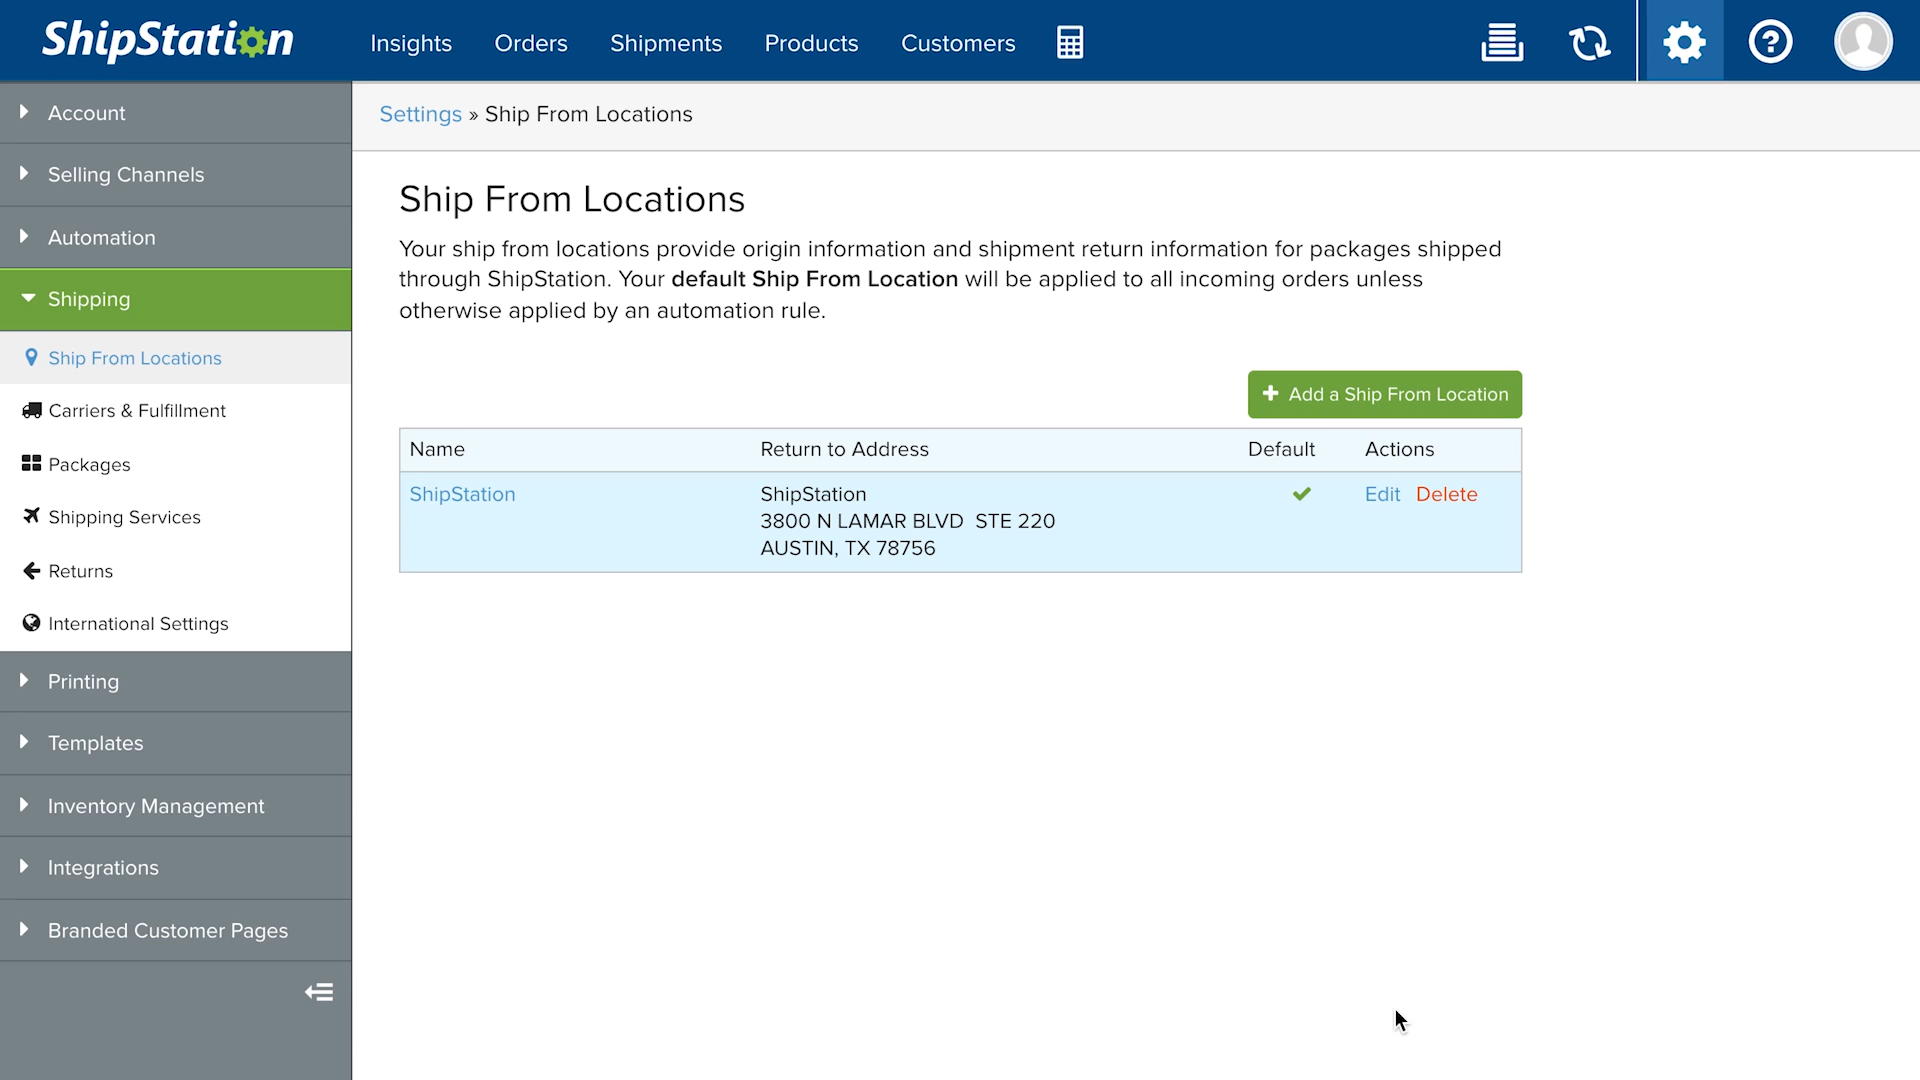 ShipStation
Insights Orders Shipments Products Customers
Account
Selling Channels
Automation
Shipping
Ship From Locations
Carriers & Fulfillment
Packages
Shipping Services
Returns
International Settings
Printing
Templates
Inventory Management
Integrations
Branded Customer Pages
Settings » Ship From Locations
Ship From Locations
Your ship from locations provide origin information and shipment return information for packages shipped
through ShipStation. Your default Ship From Location will be applied to all incoming orders unless
otherwise applied by an automation rule.
Add a Ship From Location
Name Return to Address Default Actions
ShipStation ShipStation Edit Delete
3800 N LAMAR BLVD STE 220
AUSTIN, TX 78756